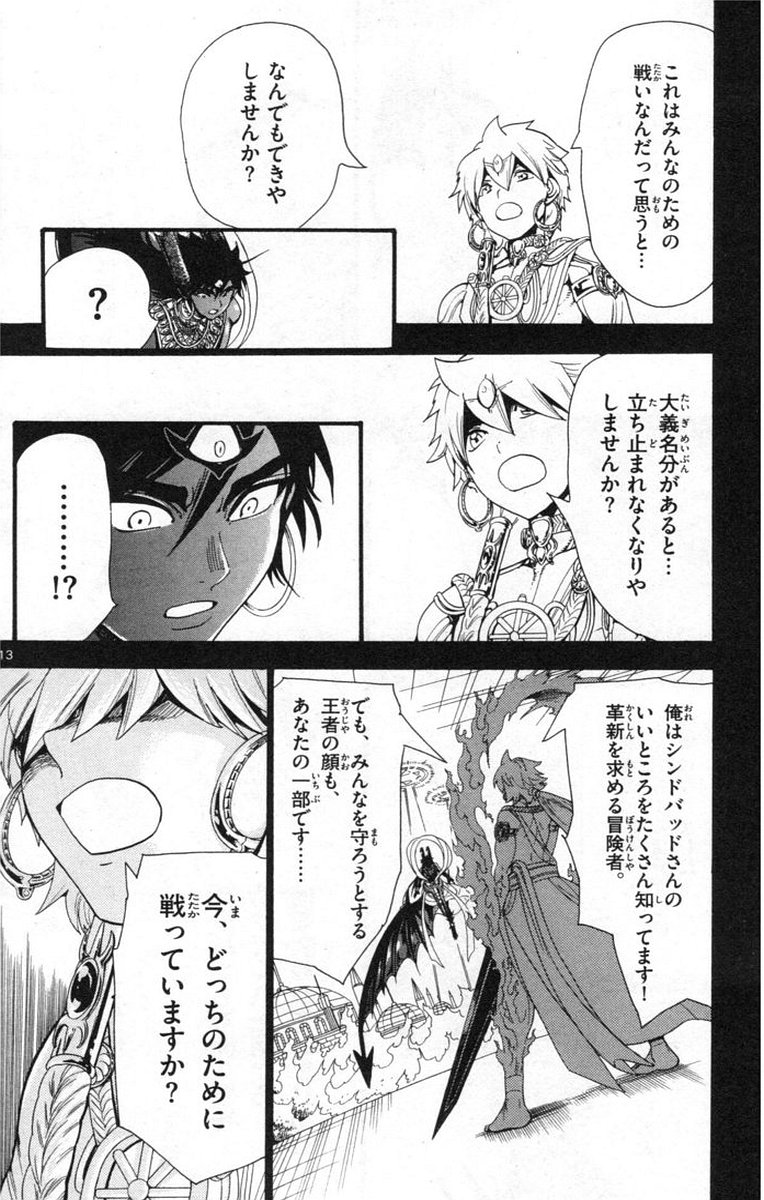 これはみんなのための
戦いなんだって思うと…
なんでもできや
しませんか？
？
大義名分があると…
立ち止まれなくなりや
しませんか？
………!?
俺はシンドバッドさんの
いいところをたくさん知ってます！
革新を求める冒険者。
でも、みんなを守ろうとする
王者の顔も、
あなたの一部です……
今、どっちのために
戦っていますか？
13